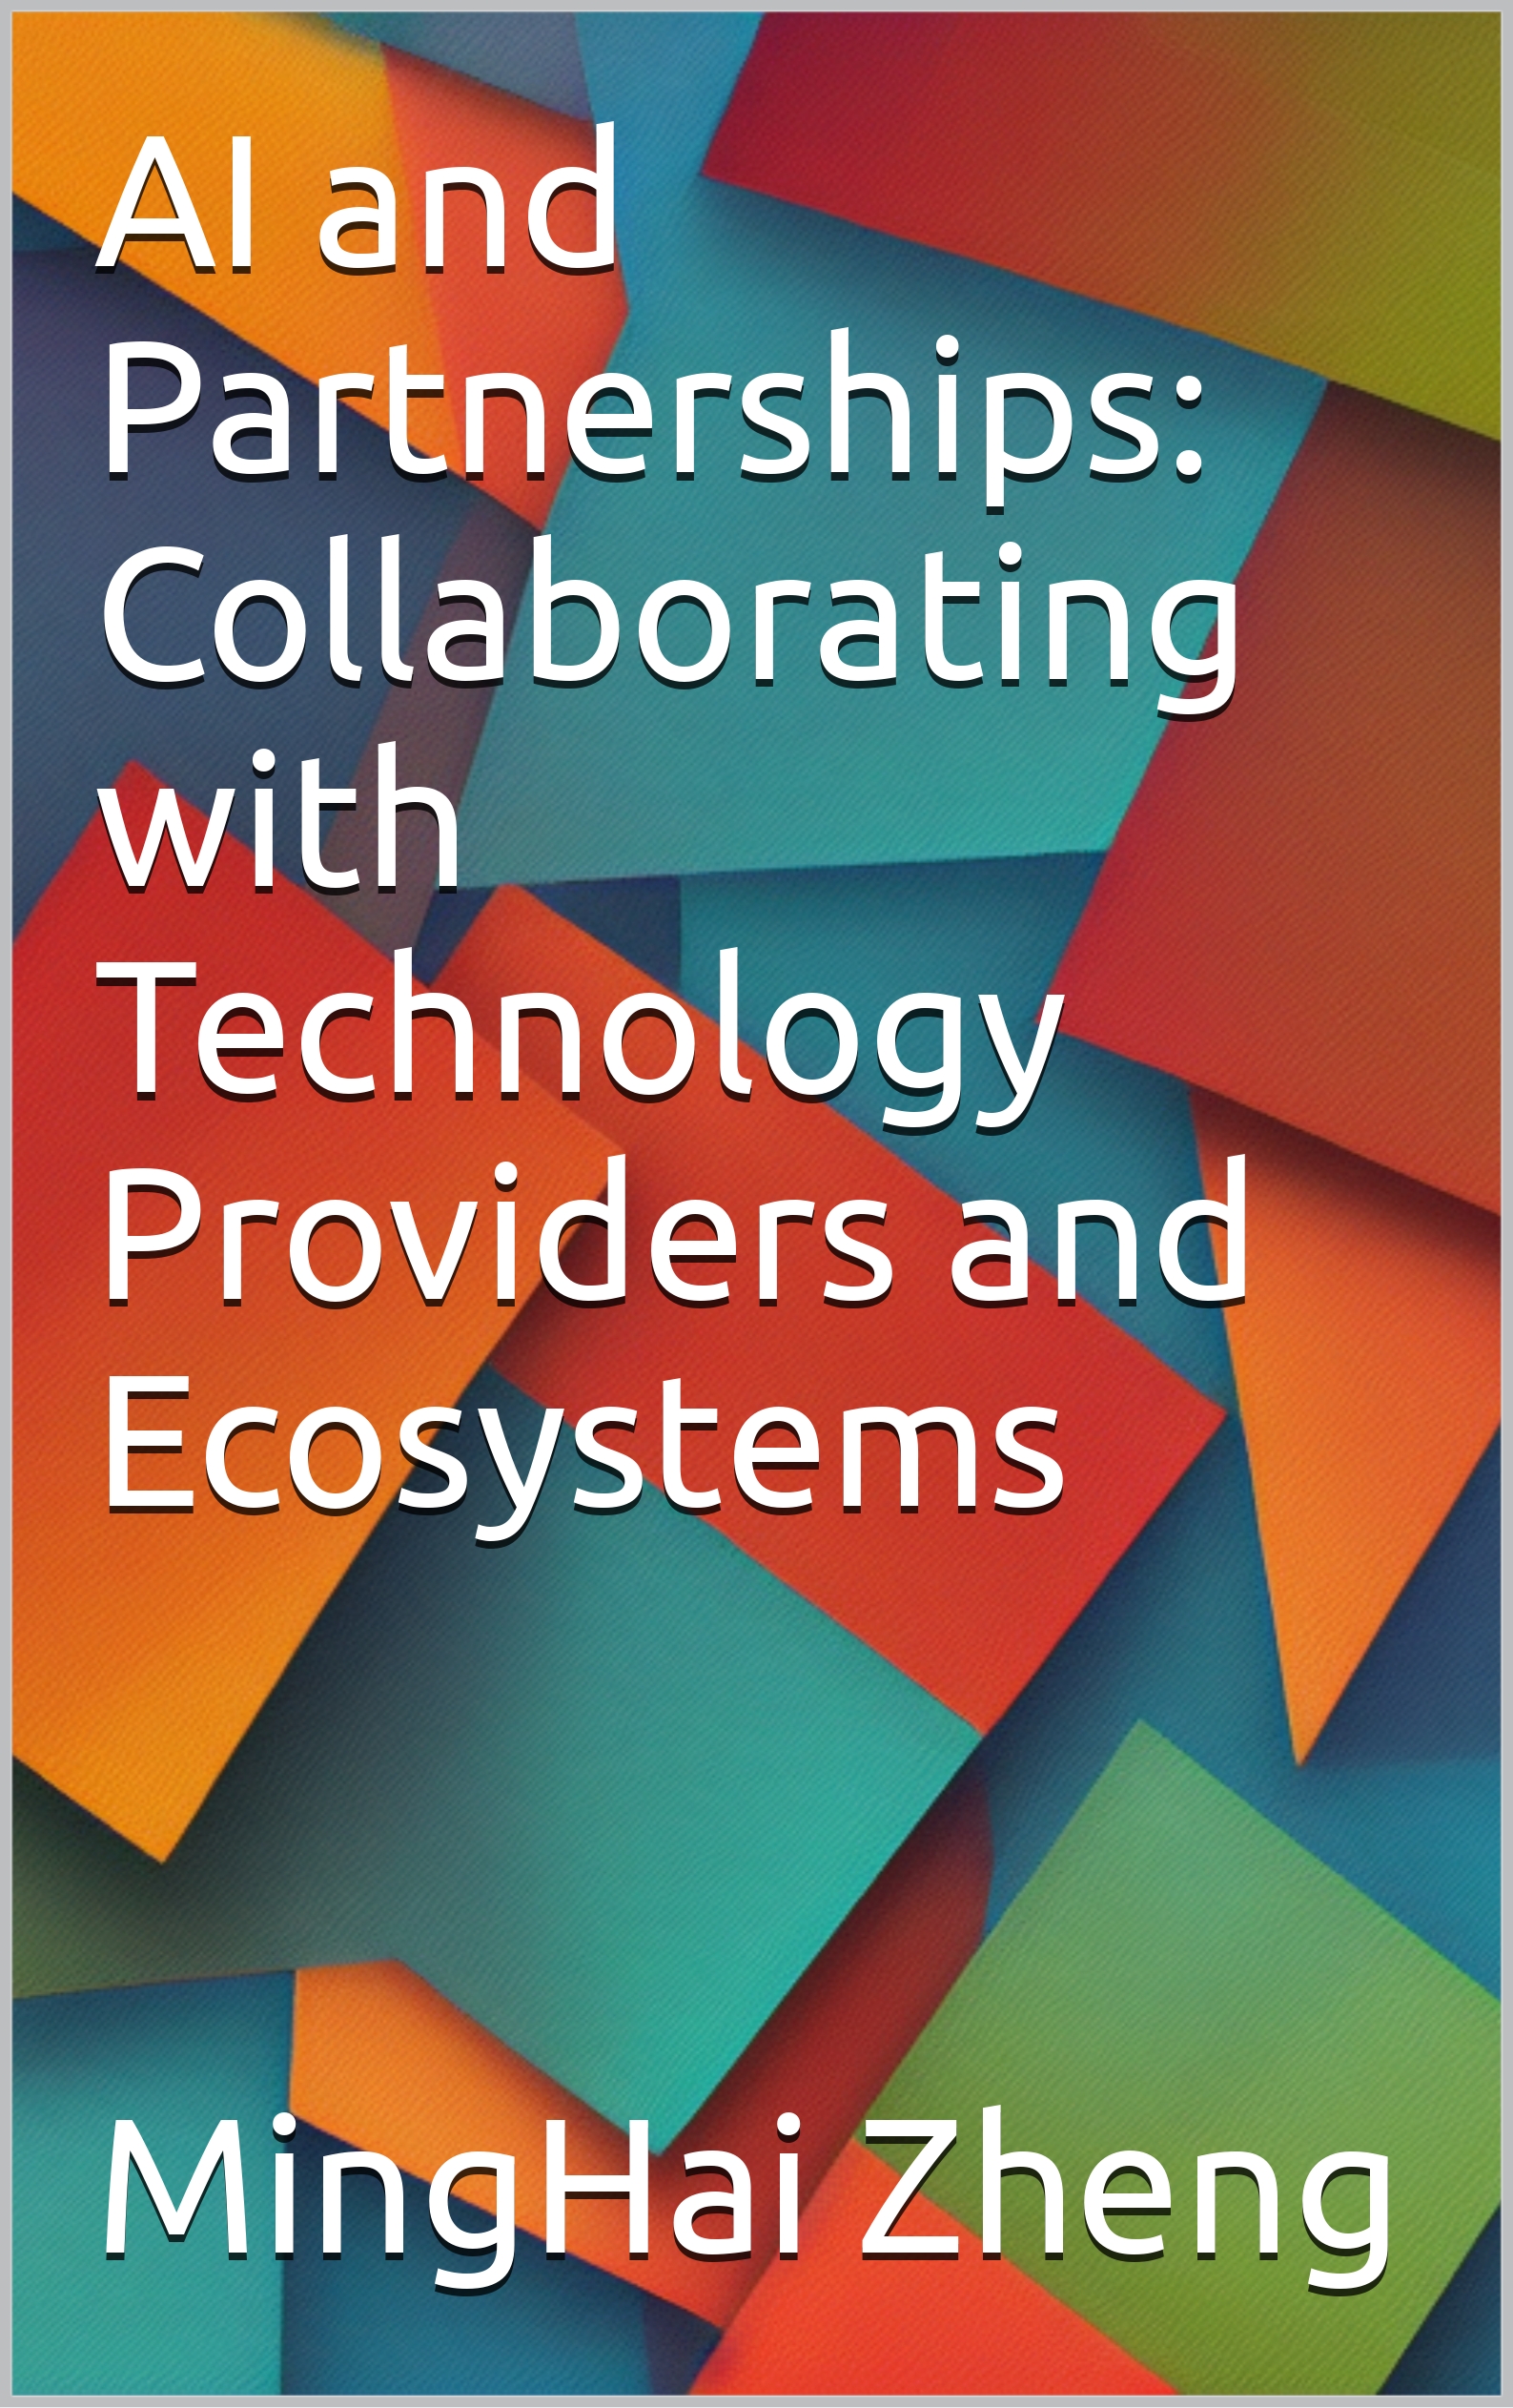 AI and
Partnerships:
Collaborating
with
Technology
Providers and
Ecosystems
MingHai Zheng